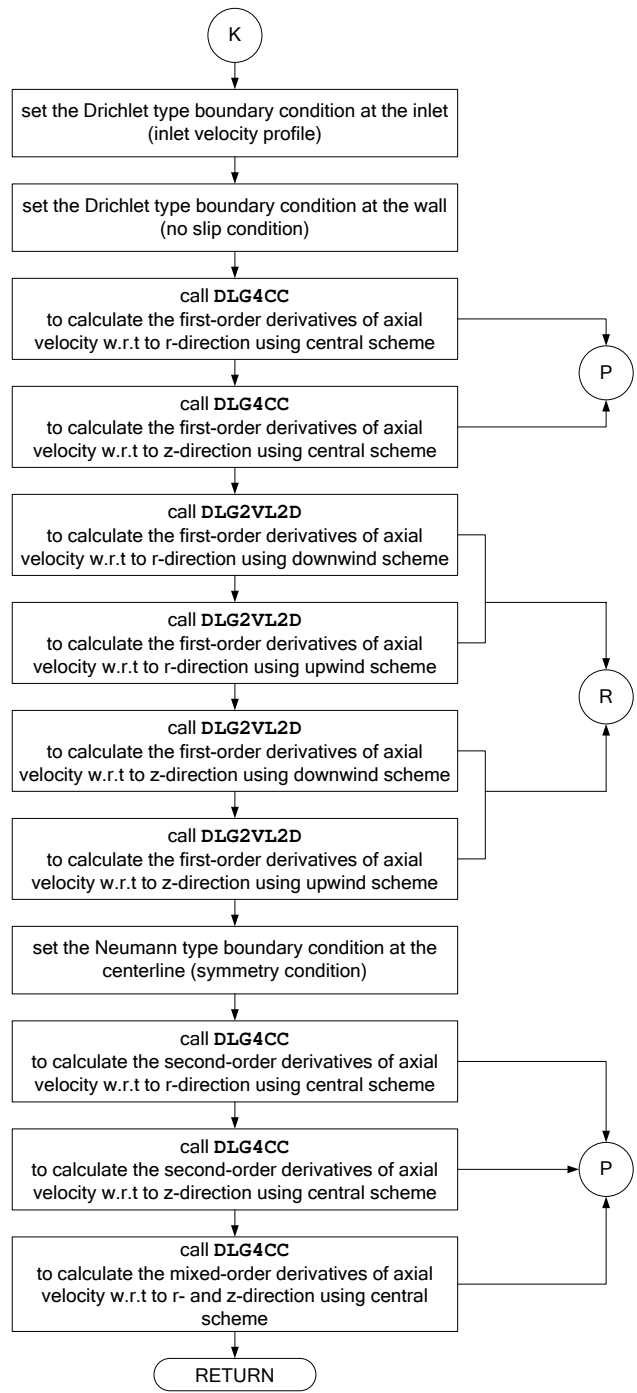 K
set the Drichlet type boundary condition at the inlet
(inlet velocity profile)
set the Drichlet type boundary condition at the wall
(no slip condition)
call DLG4CC
to calculate the first-order derivatives of axial
velocity w.r.t to r-direction using central scheme
P
call DLG4CC
to calculate the first-order derivatives of axial
velocity w.r.t to z-direction using central scheme
call DLG2VL2D
to calculate the first-order derivatives of axial
velocity w.r.t to r-direction using downwind scheme
call DLG2VL2D
to calculate the first-order derivatives of axial
velocity w.r.t to r-direction using upwind scheme
R
call DLG2VL2D
to calculate the first-order derivatives of axial
velocity w.r.t to z-direction using downwind scheme
call DLG2VL2D
to calculate the first-order derivatives of axial
velocity w.r.t to z-direction using upwind scheme
set the Neumann type boundary condition at the
centerline (symmetry condition)
call DLG4CC
to calculate the second-order derivatives of axial
velocity w.r.t to r-direction using central scheme
call DLG4CC
to calculate the second-order derivatives of axial
velocity w.r.t to z-direction using central scheme
P
call DLG4CC
to calculate the mixed-order derivatives of axial
velocity w.r.t to r- and z-direction using central
scheme
RETURN